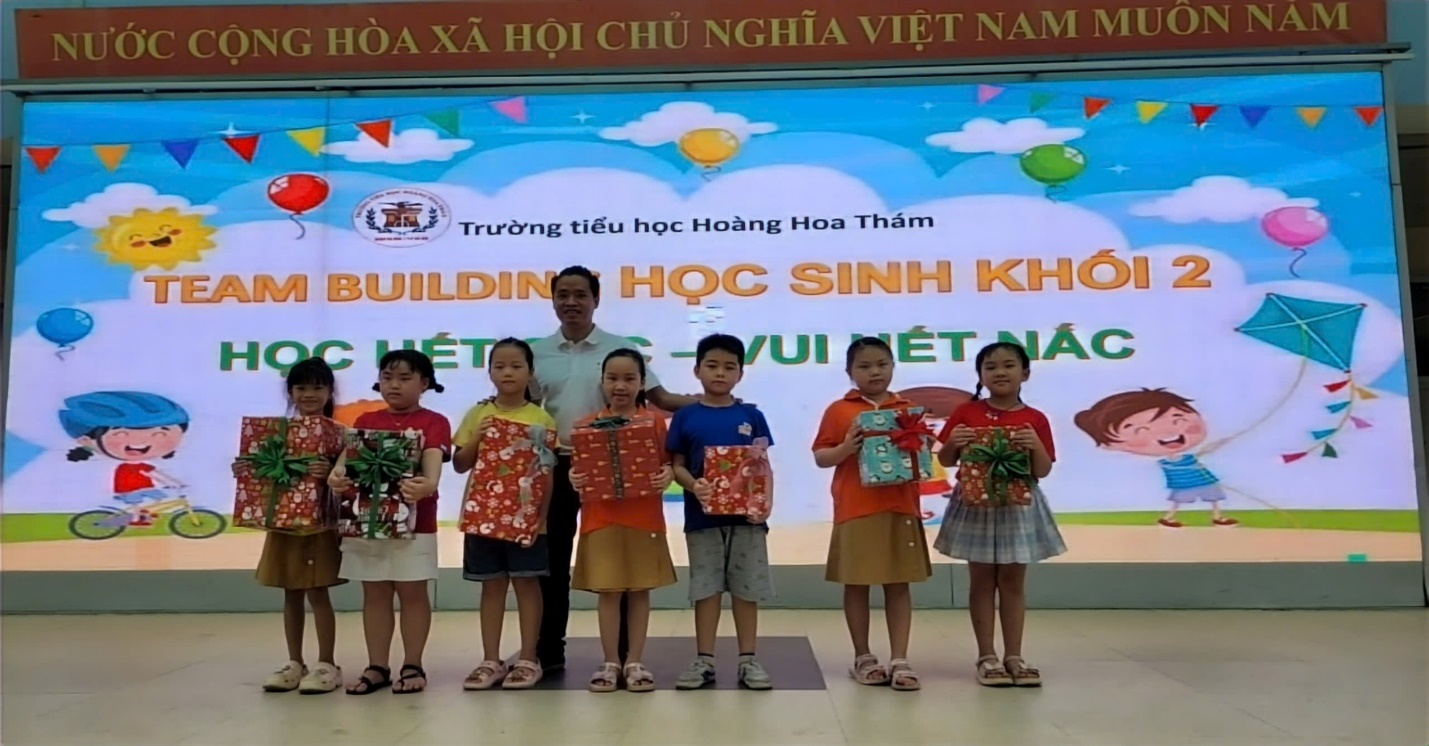 NƯỚC CỘNG HÒA XÃ HỘI CHỦ NGHĨA VIỆT NAM MUÔN NĂM
Trường tiểu học Hoàng Hoa Thám
TEAM BUILDING HỌC SINH KHỐI 2
HỌC HẾT – VUI HẾT NẤC